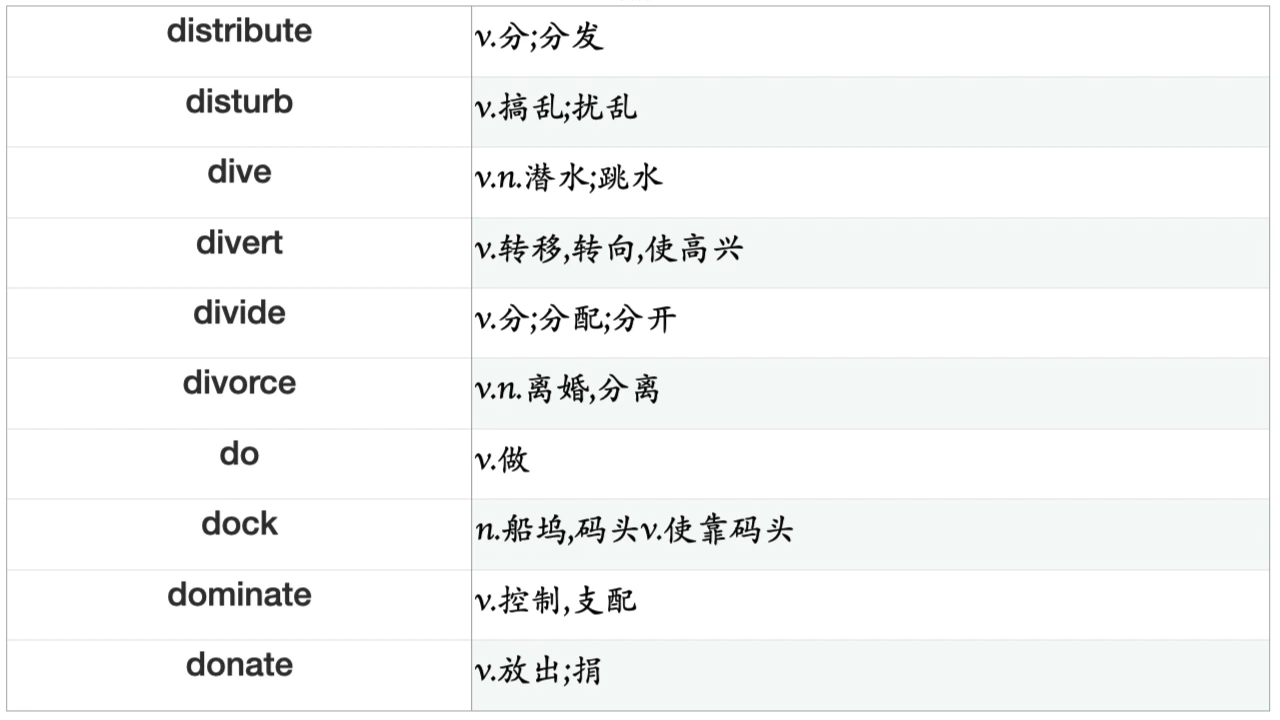 distribute v.分;分发
disturb v.搞乱;扰乱
dive v.n.潜水;跳水
divert v.转移,转向,使高兴
divide v.分;分配;分开
divorce v.n.离婚,分离
do v.做
dock n.船坞,码头v.使靠码头
dominate v.控制,支配
donate v.放出;捐